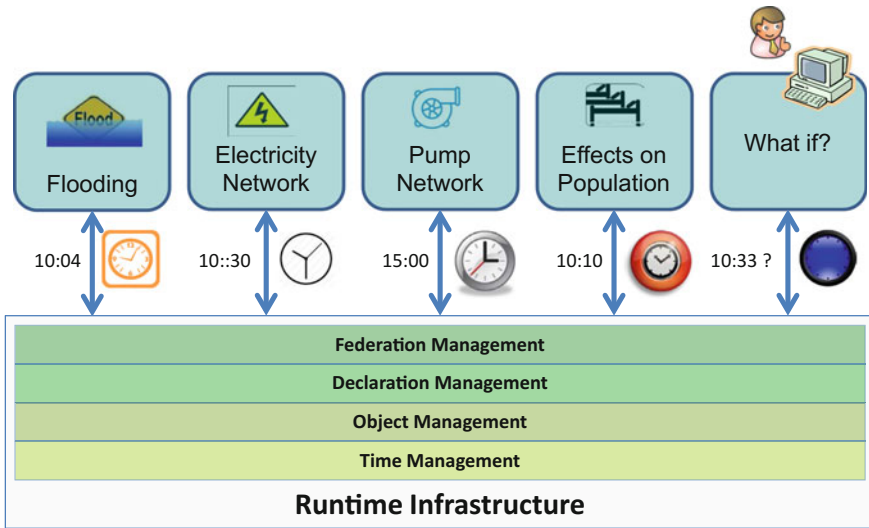 Flood
Flooding
Electricity
Network
Pump
Network
Effects on
Population
What if?
10:04
10::30
15:00
10:10
10:33 ?
Federation Management
Declaration Management
Object Management
Time Management
Runtime Infrastructure